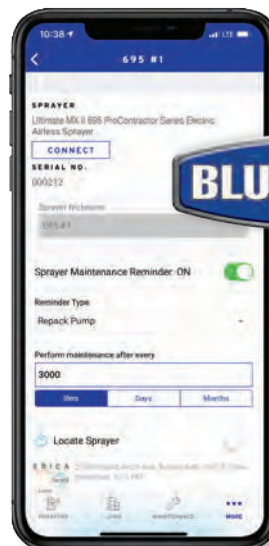 10:38
LTE
695 #1
SPRAYER
Ultimate MX II 695 ProContractor Series Electric
Airless Sprayer
CONNECT
SERIAL NO.
000212
Sprayer Nickname
695#1
BLU
Sprayer Maintenance Reminder: ON
Reminder Type
Repack Pump
Perform maintenance after every
3000
Days
Months
Locate Sprayer
MAINTENANCE
MORE